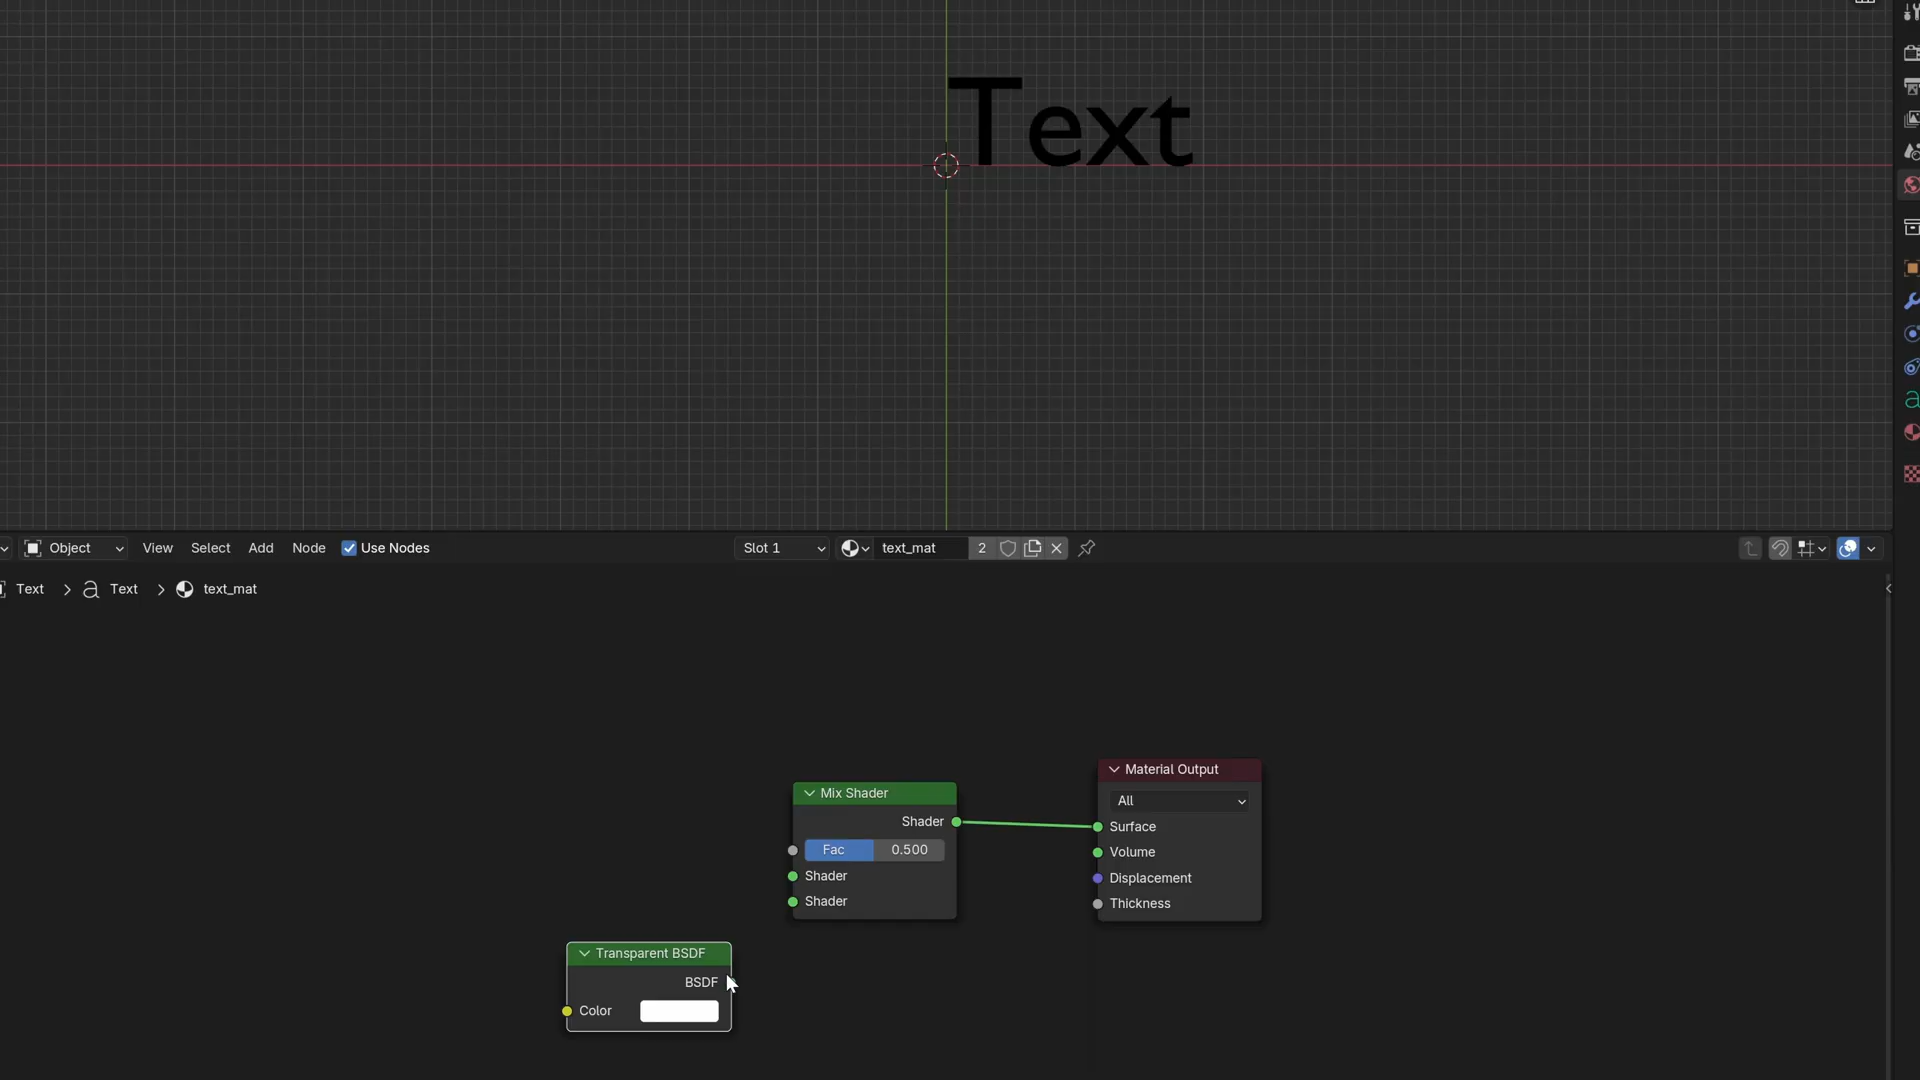 Text
Object
View
Select
Add
Node
Use Nodes
Slot 1
text_mat
2
Text
Text
text_mat
Mix Shader
Shader
Fac 0.500
Shader
Shader
Material Output
All
Surface
Volume
Displacement
Thickness
Transparent BSDF
BSDF
Color